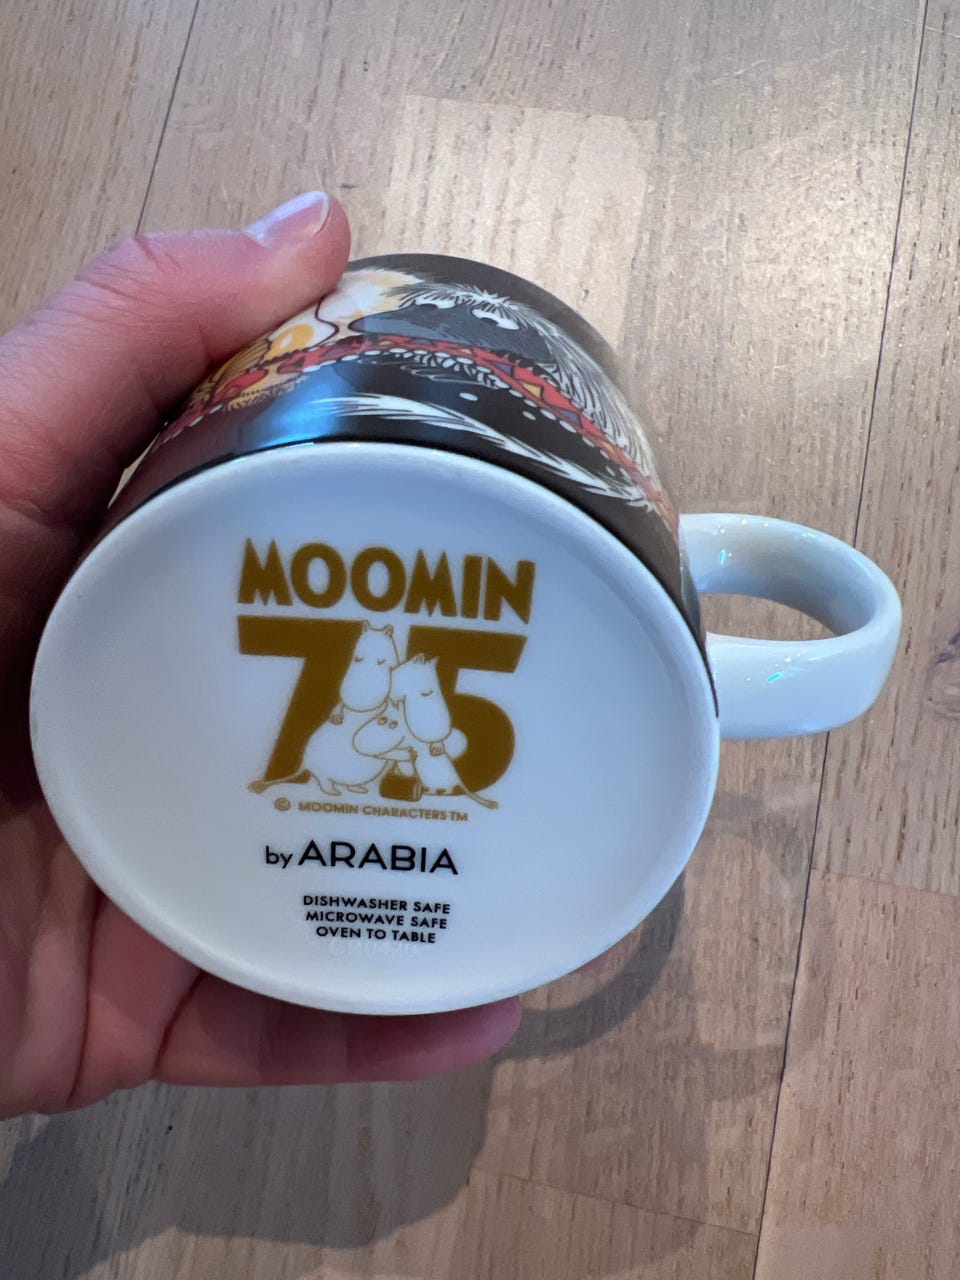 MOOMIN
75
© MOOMIN CHARACTERS TM
by ARABIA
DISHWASHER SAFE
MICROWAVE SAFE
OVEN TO TABLE